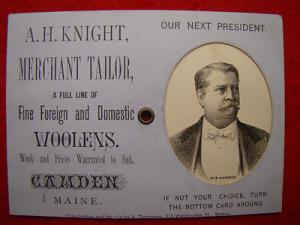 A. H. KNIGHT,
MERCHANT TAILOR,
A FULL LINE OF
Fine Foreign and Domestic
WOOLENS.
Work and Prices Warranted to Suit.
CAMDEN
MAINE.
OUR NEXT PRESIDENT.
HANCOCK
IF NOT YOUR CHOICE, TURN
THE BOTTOM CARD AROUND